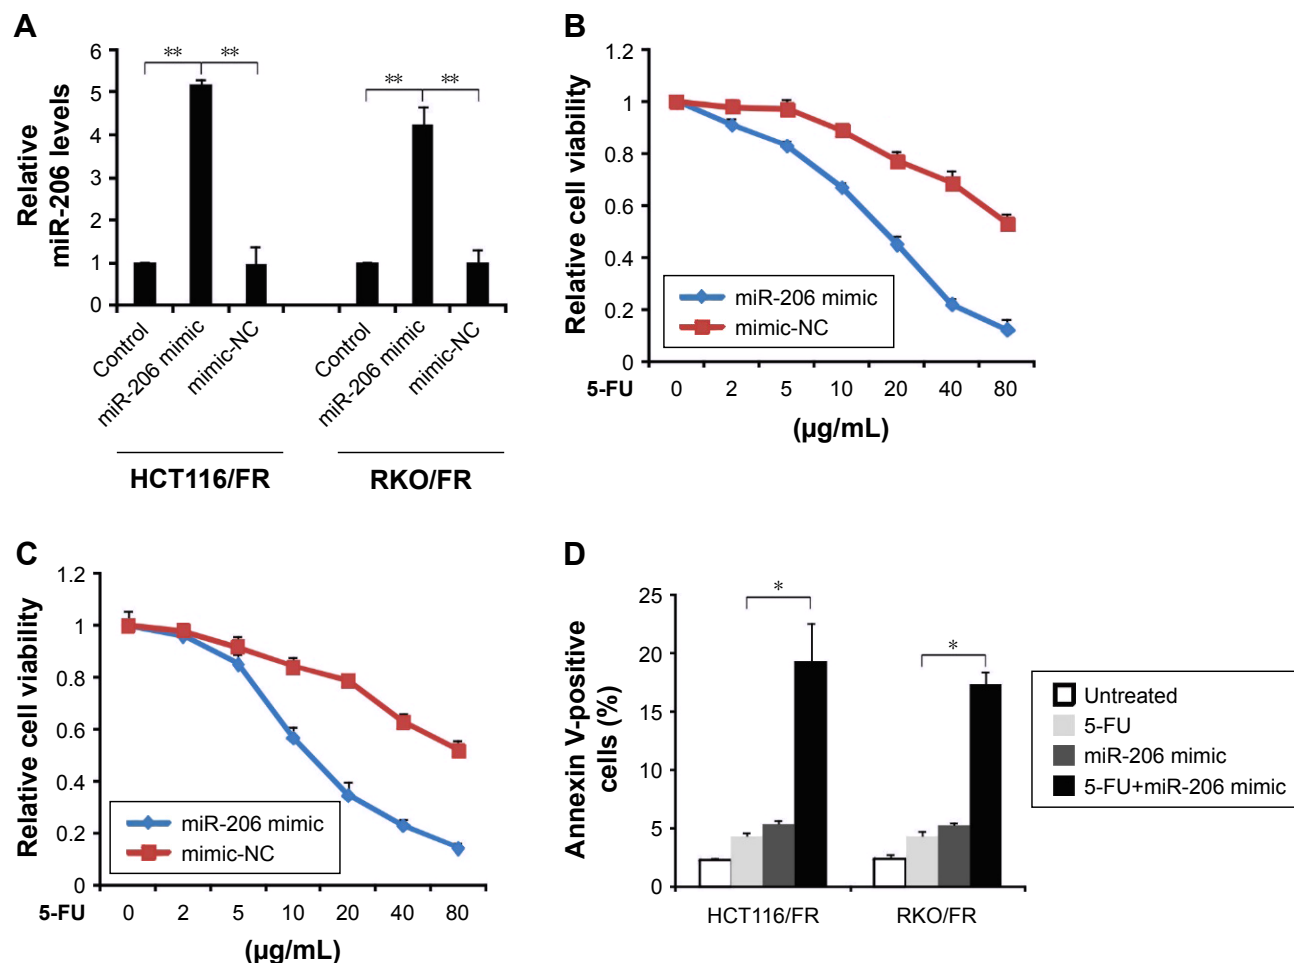 A
Relative
miR-206 levels
6
5
4
3
2
1
0
** **
** **
Control
miR-206 mimic
mimic-NC
Control
miR-206 mimic
mimic-NC
HCT116/FR
RKO/FR
B
Relative cell viability
1.2
1
0.8
0.6
0.4
0.2
0
miR-206 mimic
mimic-NC
5-FU 0 2 5 10 20 40 80
(µg/mL)
C
Relative cell viability
1.2
1
0.8
0.6
0.4
0.2
0
miR-206 mimic
mimic-NC
5-FU 0 2 5 10 20 40 80
(µg/mL)
D
Annexin V-positive
cells (%)
25
20
15
10
5
0
*
*
HCT116/FR RKO/FR
Untreated
5-FU
miR-206 mimic
5-FU+miR-206 mimic